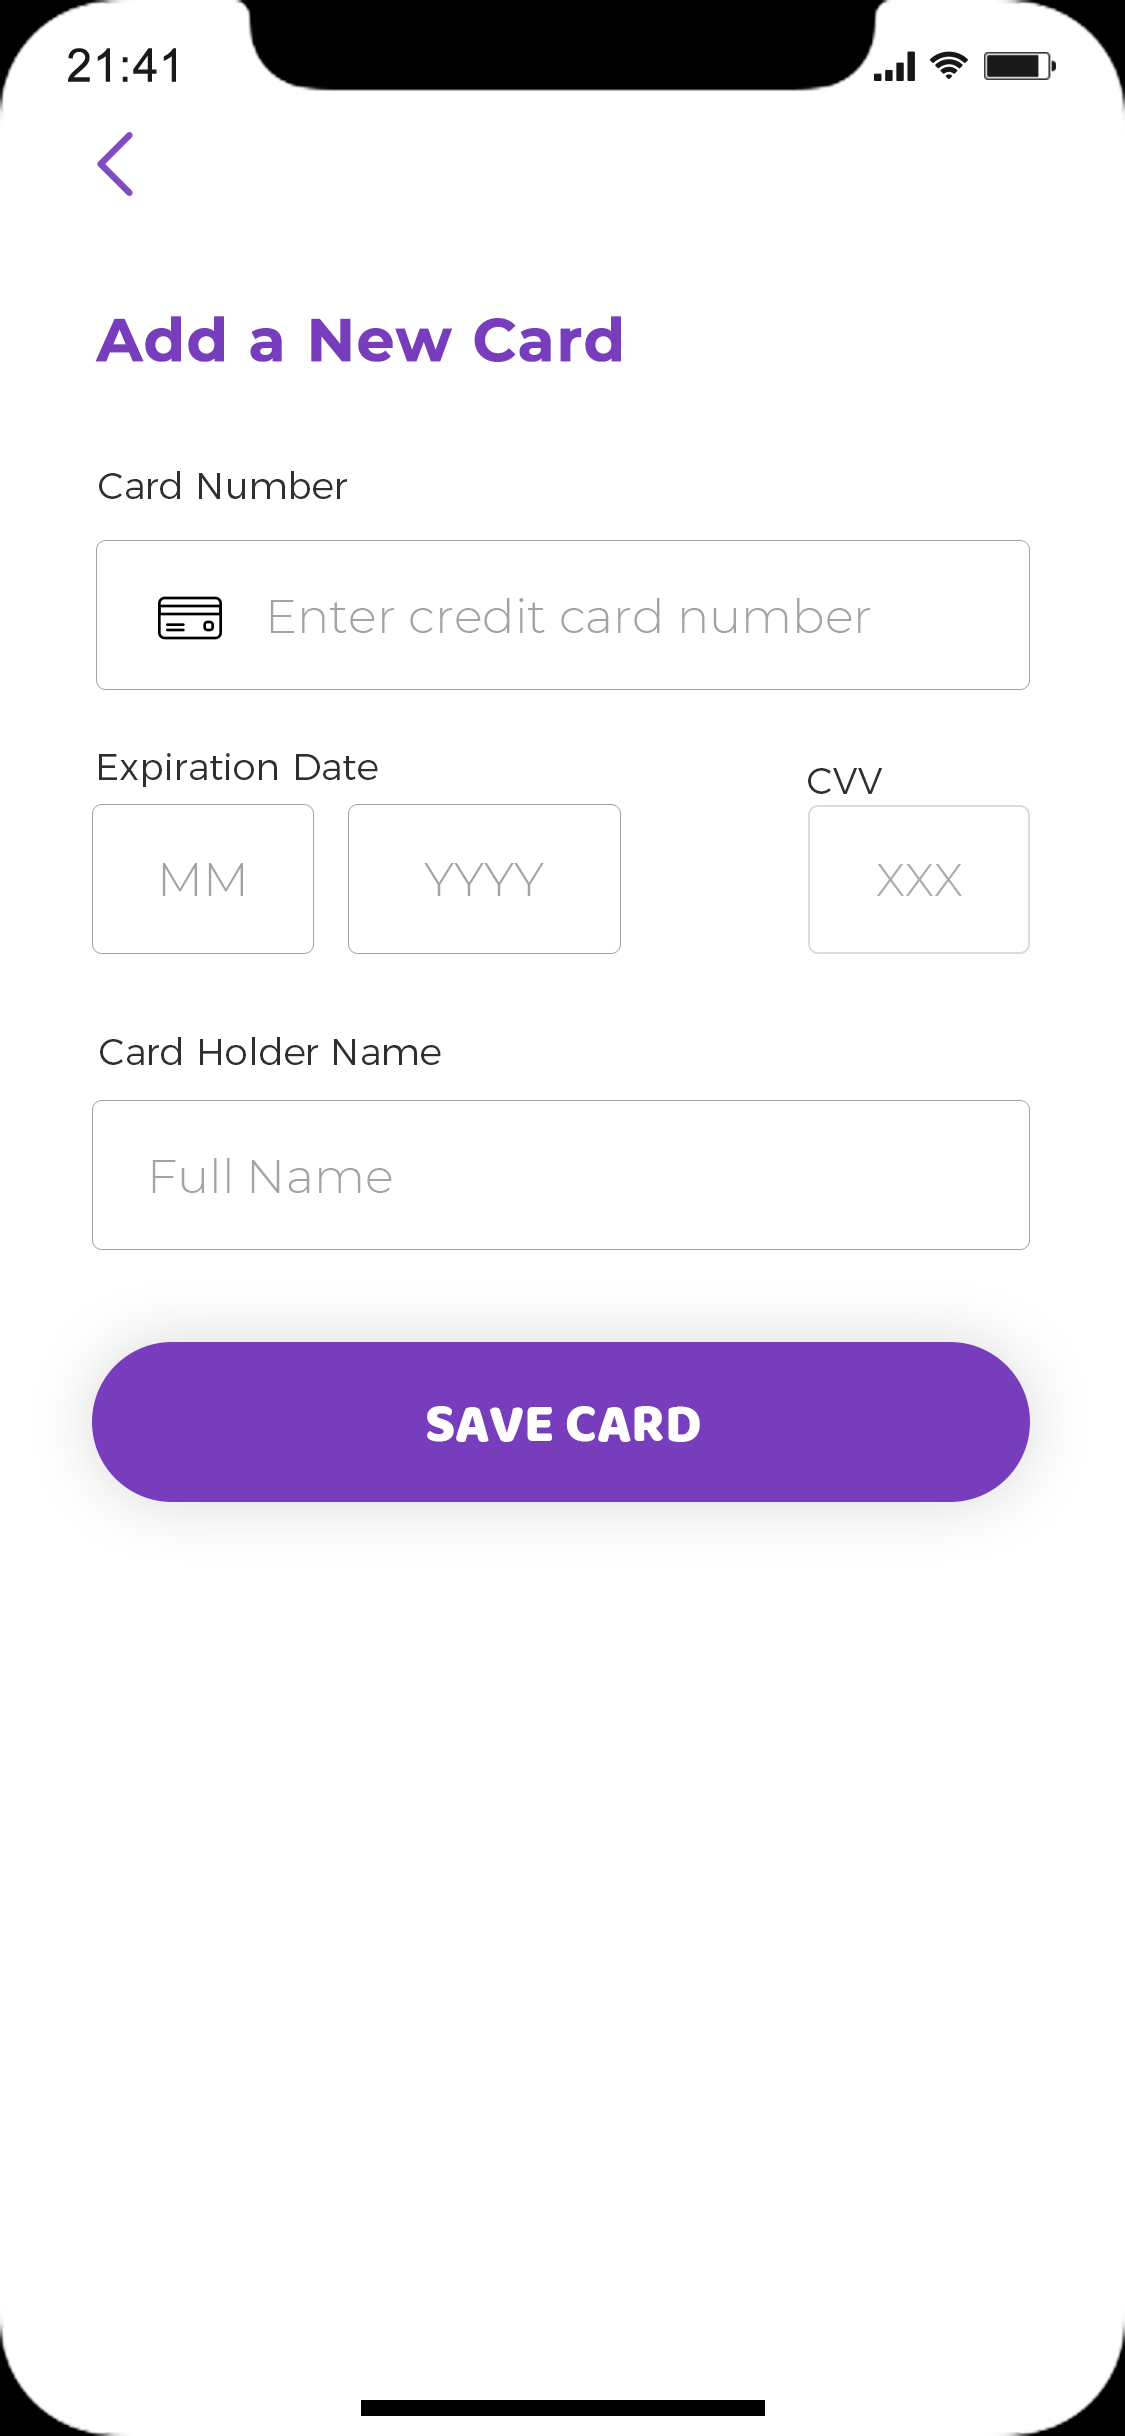 21:41
Add a New Card
Card Number
Enter credit card number
Expiration Date
CVV
MM
YYYY
XXX
Card Holder Name
Full Name
SAVE CARD